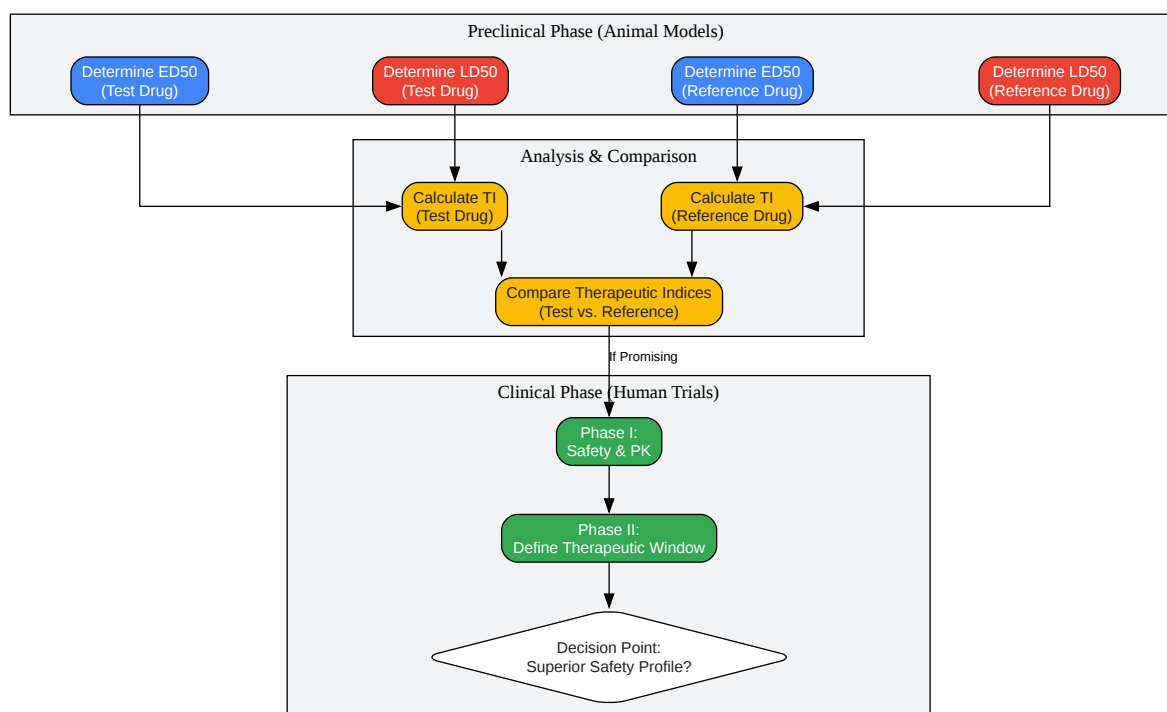 Preclinical Phase (Animal Models)
Determine ED50
(Test Drug)
Determine LD50
(Test Drug)
Determine ED50
(Reference Drug)
Determine LD50
(Reference Drug)
Analysis & Comparison
Calculate TI
(Test Drug)
Calculate TI
(Reference Drug)
Compare Therapeutic Indices
(Test vs. Reference)
If Promising
Clinical Phase (Human Trials)
Phase I:
Safety & PK
Phase II:
Define Therapeutic Window
Decision Point:
Superior Safety Profile?